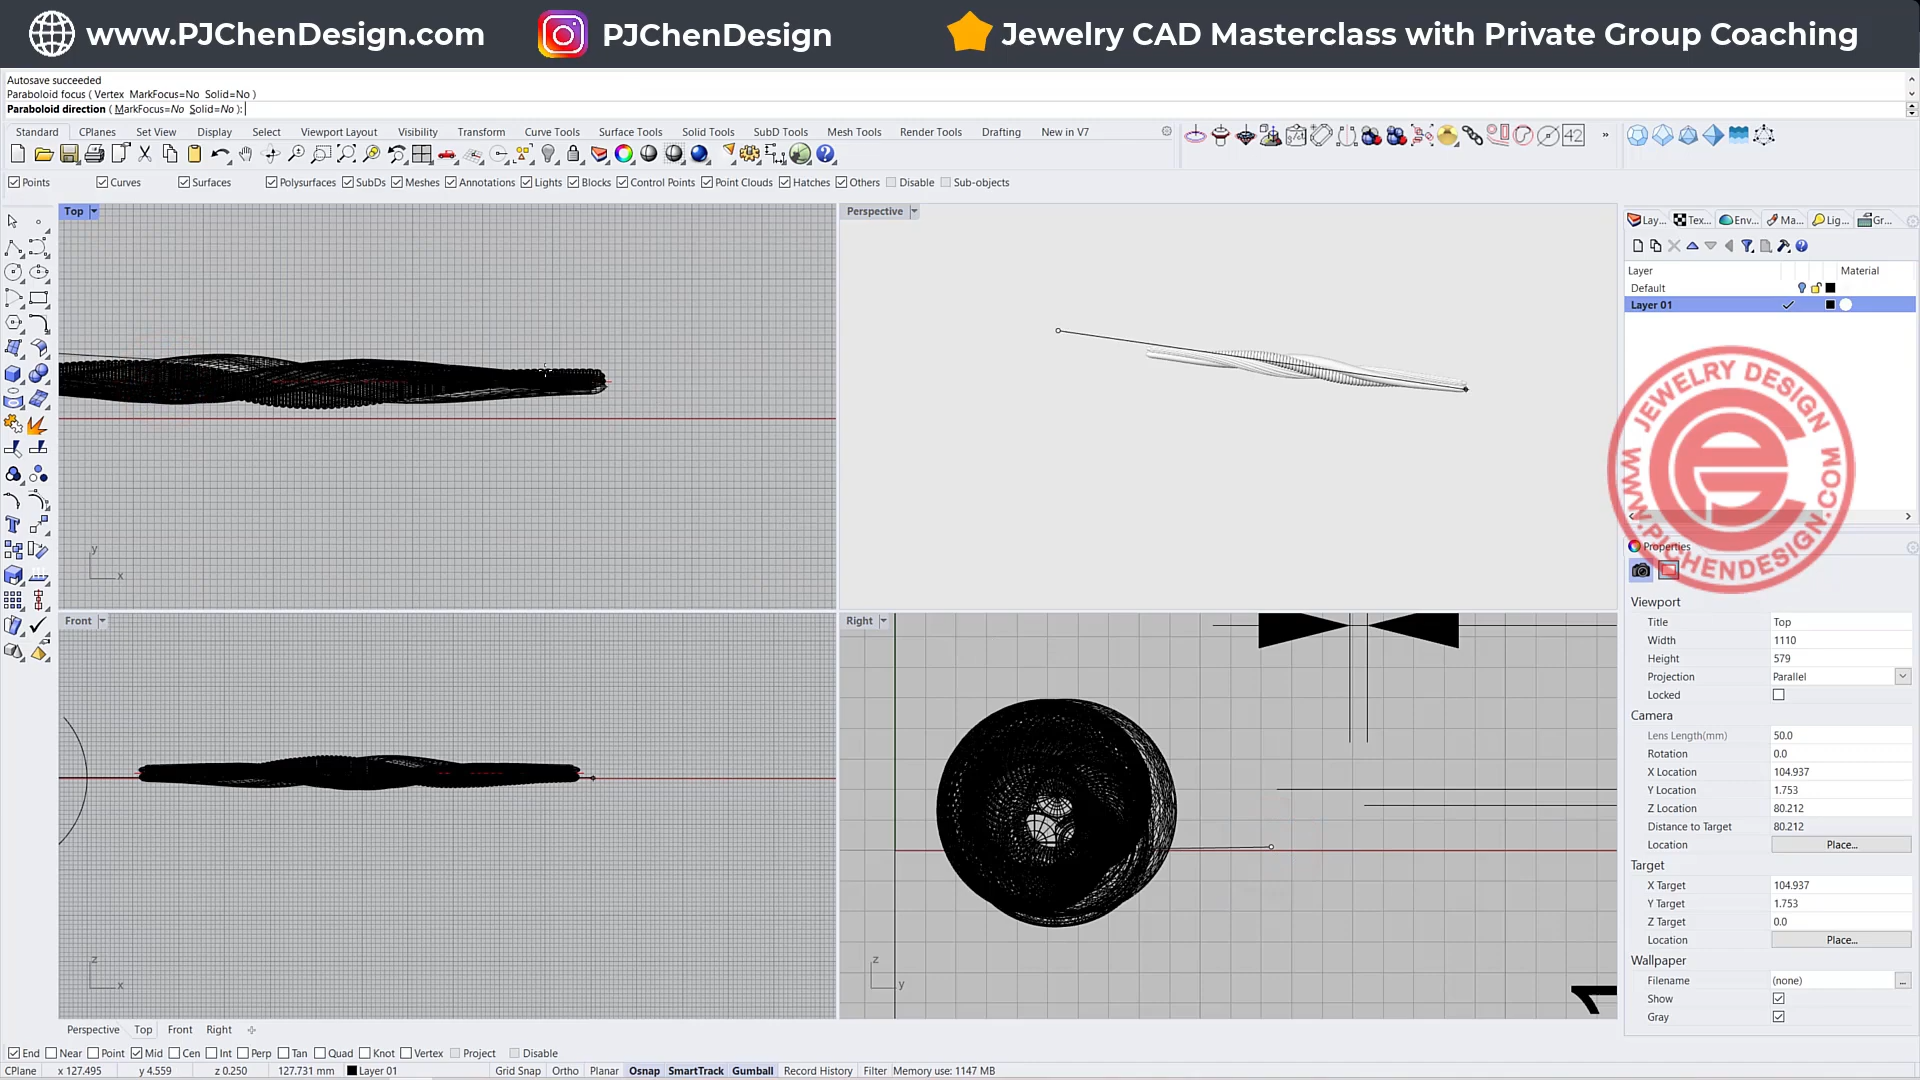 www.PJChenDesign.com PJChenDesign Jewelry CAD Masterclass with Private Group Coaching
Autosave succeeded
Paraboloid focus ( Vertex MarkFocus=No Solid=No )
Paraboloid direction ( MarkFocus=No Solid=No ):
Standard CPlanes Set View Display Select Viewport Layout Visibility Transform Curve Tools Surface Tools Solid Tools SubD Tools Mesh Tools Render Tools Drafting New in V7
42 »
Points Curves Surfaces Polysurfaces SubDs Meshes Annotations Lights Blocks Control Points Point Clouds Hatches Others Disable Sub-objects
Top Perspective
Lay... Tex... Env... Ma... Lig... Gr...
Layer Material
Default
Layer 01
JEWELRY DESIGN
WWW.PJCHENDESIGN.COM
y
x
Front Right
z
x
z
y
Properties
Viewport
Title Top
Width 1110
Height 579
Projection Parallel
Locked
Camera
Lens Length(mm) 50.0
Rotation 0.0
X Location 104.937
Y Location 1.753
Z Location 80.212
Distance to Target 80.212
Location Place...
Target
X Target 104.937
Y Target 1.753
Z Target 0.0
Location Place...
Wallpaper
Filename (none) ...
Show
Gray
Perspective Top Front Right
End Near Point Mid Cen Int Perp Tan Quad Knot Vertex Project Disable
CPlane x 127.495 y 4.559 z 0.250 127.731 mm Layer 01 Grid Snap Ortho Planar Osnap SmartTrack Gumball Record History Filter Memory use: 1147 MB